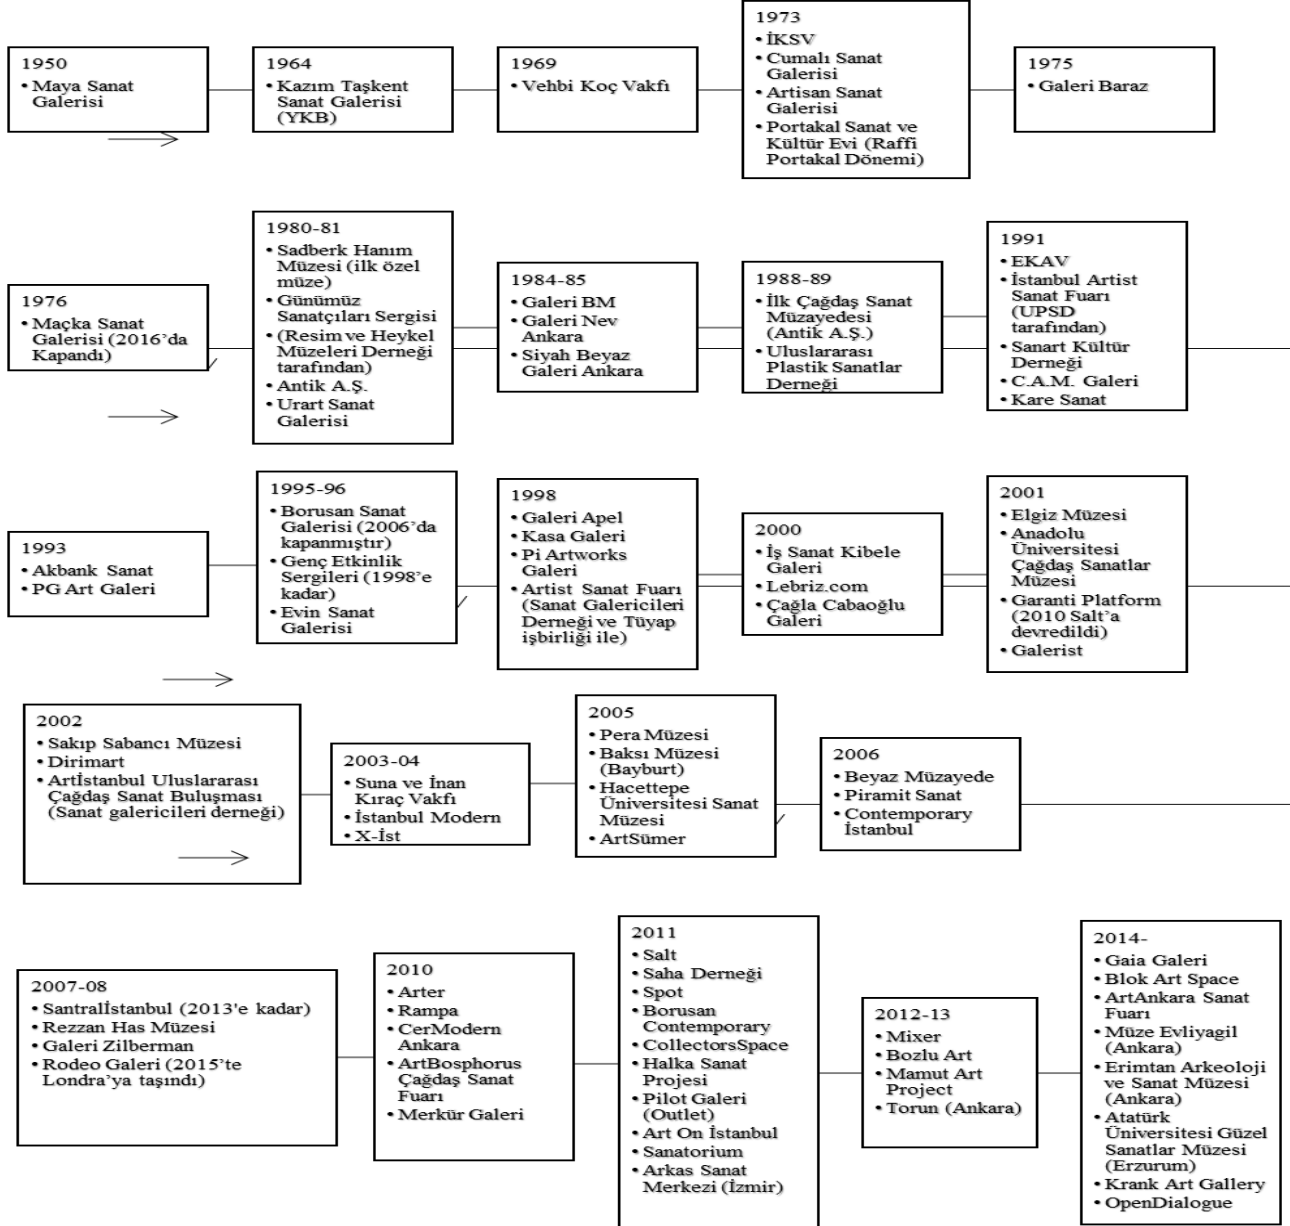 1950
• Maya Sanat
Galerisi
1964
• Kazım Taşkent
Sanat Galerisi
(YKB)
1969
• Vehbi Koç Vakfı
1973
• İKSV
• Cumalı Sanat
Galerisi
• Artisan Sanat
Galerisi
• Portakal Sanat ve
Kültür Evi (Raffi
Portakal Dönemi)
1975
• Galeri Baraz
1976
• Maçka Sanat
Galerisi (2016’da
Kapandı)
1980-81
• Sadberk Hanım
Müzesi (ilk özel
müze)
• Günümüz
Sanatçıları Sergisi
• (Resim ve Heykel
Müzeleri Derneği
tarafından)
• Antik A.Ş.
• Urart Sanat
Galerisi
1984-85
• Galeri BM
• Galeri Nev
Ankara
• Siyah Beyaz
Galeri Ankara
1988-89
• İlk Çağdaş Sanat
Müzayedesi
(Antik A.Ş.)
• Uluslararası
Plastik Sanatlar
Derneği
1991
• EKAV
• İstanbul Artist
Sanat Fuarı
(UPSD
tarafından)
• Sanart Kültür
Derneği
• C.A.M. Galeri
• Kare Sanat
1993
• Akbank Sanat
• PG Art Galeri
1995-96
• Borusan Sanat
Galerisi (2006’da
kapanmıştır)
• Genç Etkinlik
Sergileri (1998’e
kadar)
• Evin Sanat
Galerisi
1998
• Galeri Apel
• Kasa Galeri
• Pi Artworks
Galeri
• Artist Sanat Fuarı
(Sanat Galericileri
Derneği ve Tüyap
işbirliği ile)
2000
• İş Sanat Kibele
Galeri
• Lebriz.com
• Çağla Cabaoğlu
Galeri
2001
• Elgiz Müzesi
• Anadolu
Üniversitesi
Çağdaş Sanatlar
Müzesi
• Garanti Platform
(2010 Salt’a
devredildi)
• Galerist
2002
• Sakıp Sabancı Müzesi
• Dirimart
• Artİstanbul Uluslararası
Çağdaş Sanat Buluşması
(Sanat galericileri derneği)
2003-04
• Suna ve İnan
Kıraç Vakfı
• İstanbul Modern
• X-İst
2005
• Pera Müzesi
• Baksı Müzesi
(Bayburt)
• Hacettepe
Üniversitesi Sanat
Müzesi
• ArtSümer
2006
• Beyaz Müzayede
• Piramit Sanat
• Contemporary
İstanbul
2007-08
• Santralİstanbul (2013'e kadar)
• Rezzan Has Müzesi
• Galeri Zilberman
• Rodeo Galeri (2015’te
Londra’ya taşındı)
2010
• Arter
• Rampa
• CerModern
Ankara
• ArtBosphorus
Çağdaş Sanat
Fuarı
• Merkür Galeri
2011
• Salt
• Saha Derneği
• Spot
• Borusan
Contemporary
• CollectorsSpace
• Halka Sanat
Projesi
• Pilot Galeri
(Outlet)
• Art On İstanbul
• Sanatorium
• Arkas Sanat
Merkezi (İzmir)
2012-13
• Mixer
• Bozlu Art
• Mamut Art
Project
• Torun (Ankara)
2014-
• Gaia Galeri
• Blok Art Space
• ArtAnkara Sanat
Fuarı
• Müze Evliyagil
(Ankara)
• Erimtan Arkeoloji
ve Sanat Müzesi
(Ankara)
• Atatürk
Üniversitesi Güzel
Sanatlar Müzesi
(Erzurum)
• Krank Art Gallery
• OpenDialogue